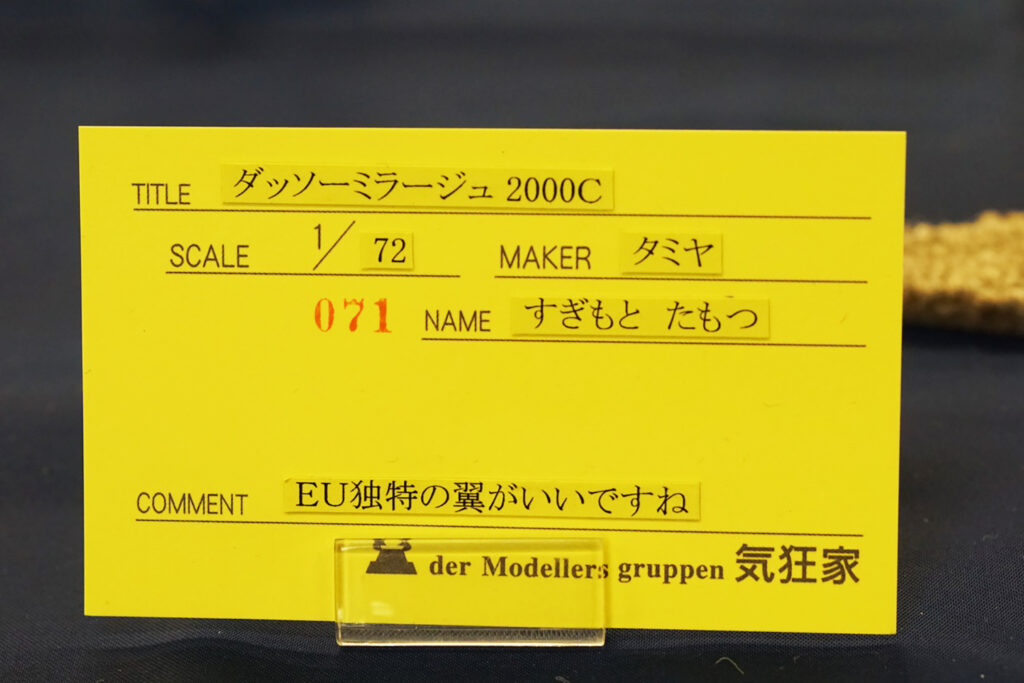 TITLE ダッソーミラージュ 2000C
SCALE 1/72 MAKER タミヤ
071 NAME すぎもと たもつ
COMMENT EU独特の翼がいいですね
der Modellers gruppen 気狂家